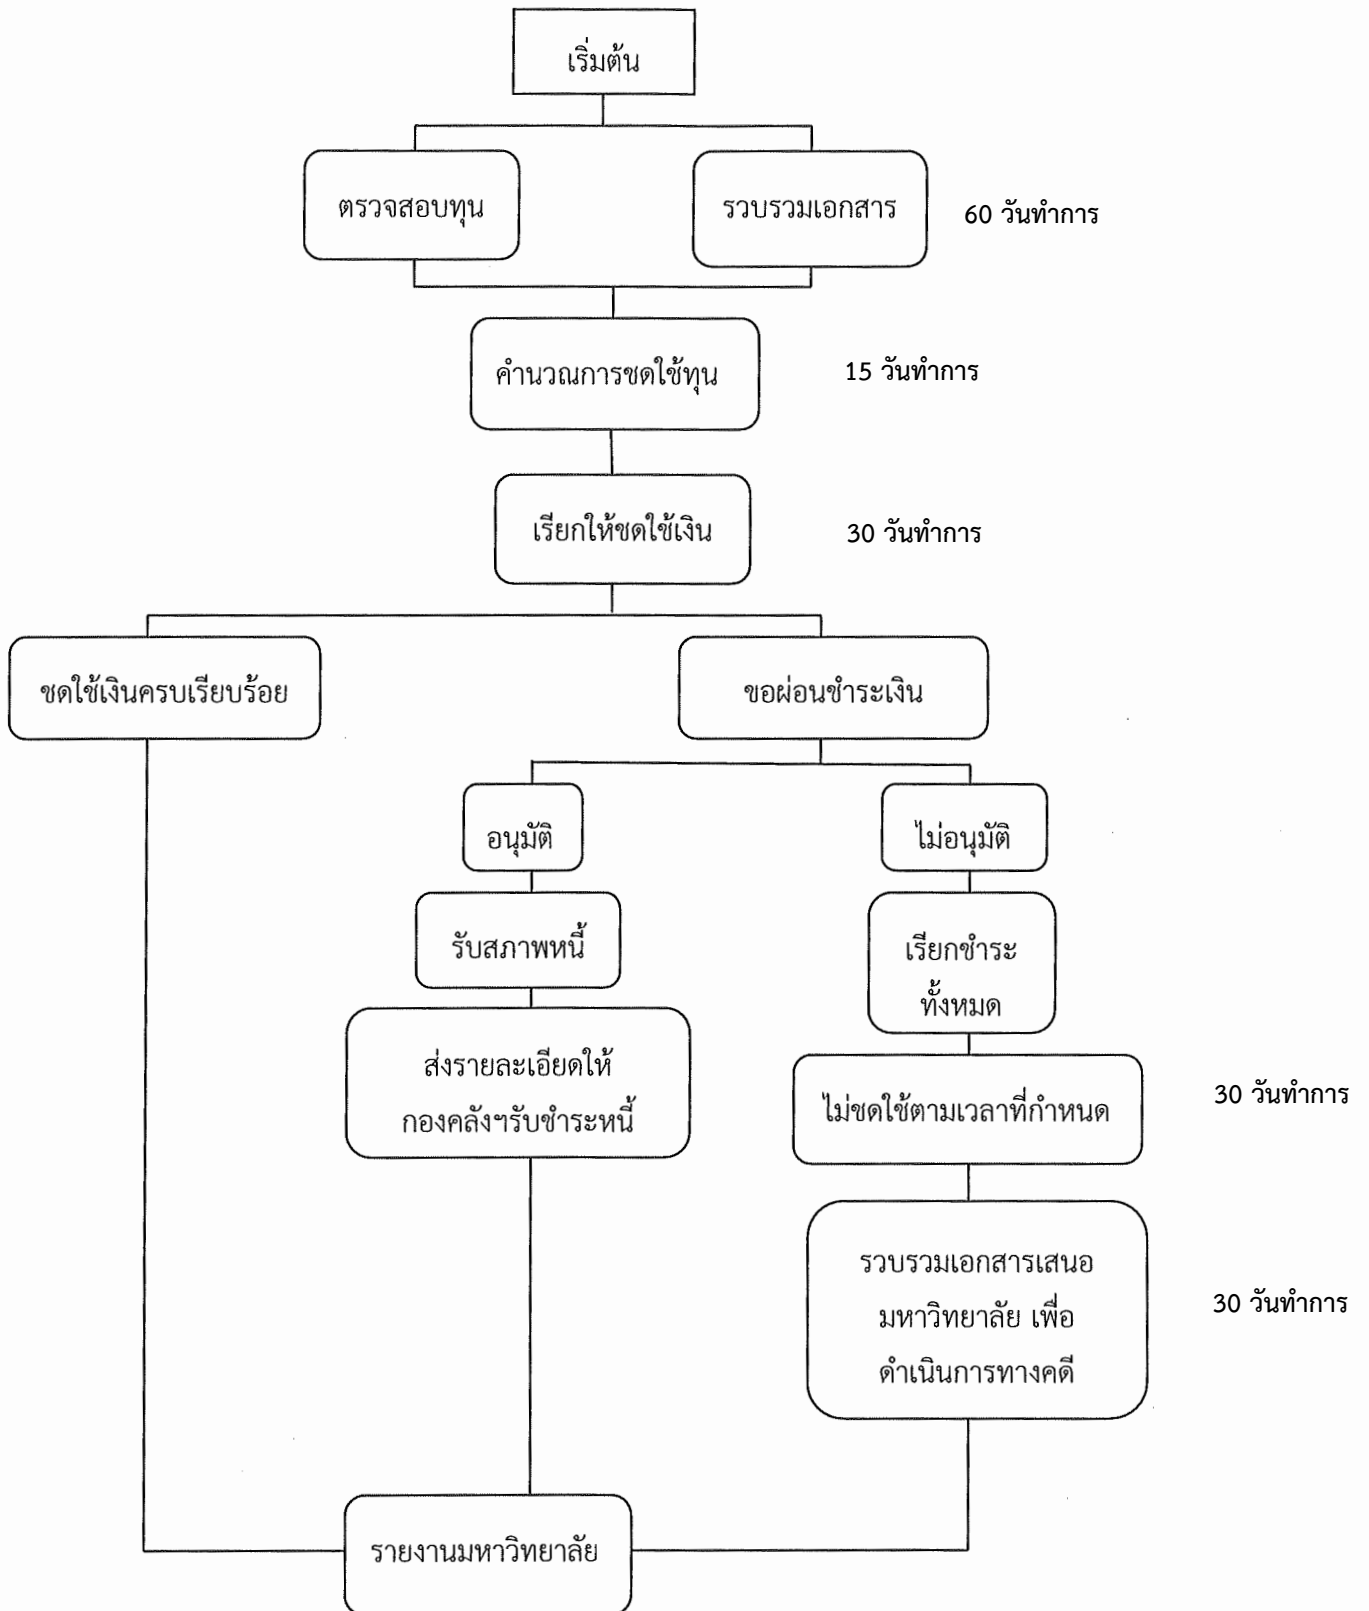 เริ่มต้น
ตรวจสอบทุน
รวบรวมเอกสาร
60 วันทำการ
คำนวณการชดใช้ทุน
15 วันทำการ
เรียกให้ชดใช้เงิน
30 วันทำการ
ชดใช้เงินครบเรียบร้อย
ขอผ่อนชำระเงิน
อนุมัติ
ไม่อนุมัติ
รับสภาพหนี้
เรียกชำระ
ทั้งหมด
ส่งรายละเอียดให้
กองคลังฯรับชำระหนี้
ไม่ชดใช้ตามเวลาที่กำหนด
30 วันทำการ
รวบรวมเอกสารเสนอ
มหาวิทยาลัย เพื่อ
ดำเนินการทางคดี
30 วันทำการ
รายงานมหาวิทยาลัย